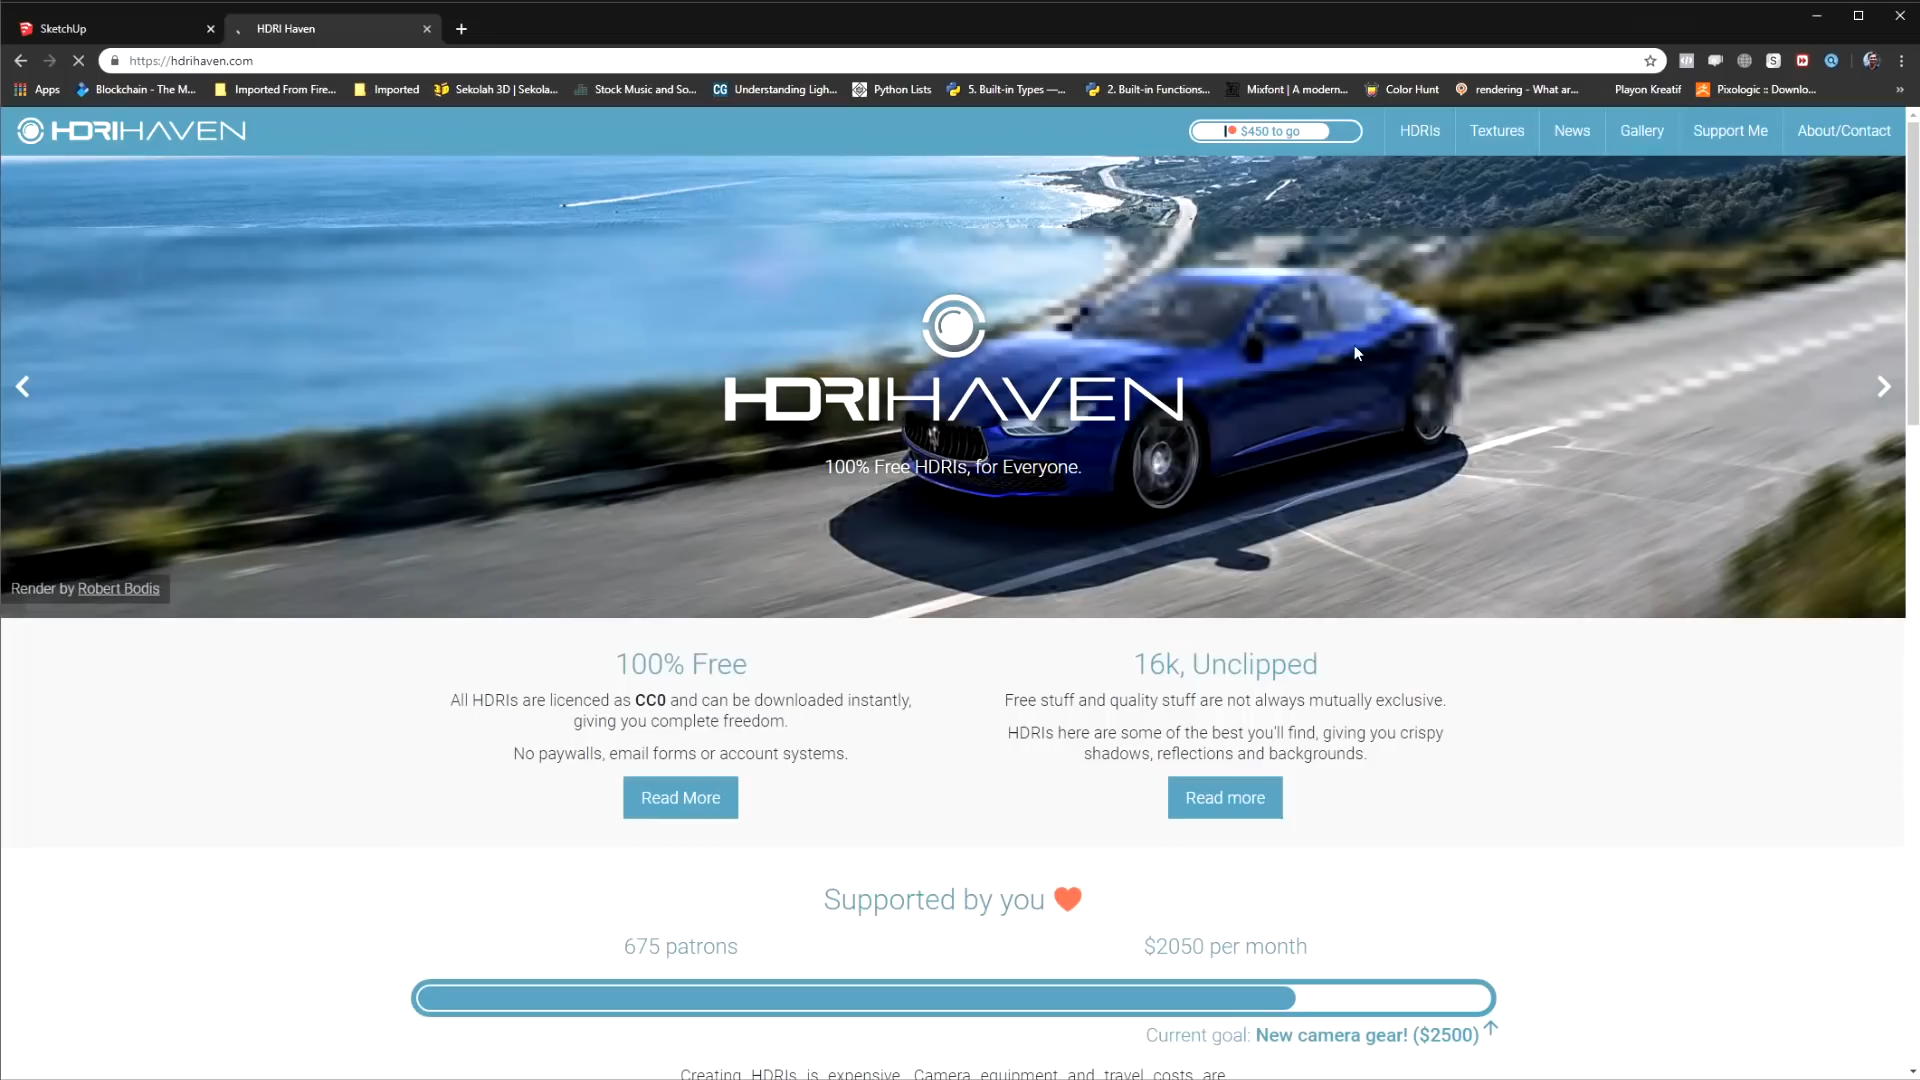 SketchUp
HDRI Haven
https://hdrihaven.com
Apps
Blockchain - The M...
Imported From Fire...
Imported
Sekolah 3D | Sekola...
Stock Music and So...
CG
Understanding Ligh...
Python Lists
5. Built-in Types —...
2. Built-in Functions...
Mixfont | A modern...
Color Hunt
rendering - What ar...
Playon Kreatif
Pixologic :: Downlo...
HDRIHAVEN
$450 to go
HDRIs
Textures
News
Gallery
Support Me
About/Contact
HDRIHAVEN
100% Free HDRIs, for Everyone.
Render by Robert Bodis
100% Free
All HDRIs are licenced as CC0 and can be downloaded instantly,
giving you complete freedom.
No paywalls, email forms or account systems.
Read More
16k, Unclipped
Free stuff and quality stuff are not always mutually exclusive.
HDRIs here are some of the best you'll find, giving you crispy
shadows, reflections and backgrounds.
Read more
Supported by you
675 patrons
$2050 per month
Current goal: New camera gear! ($2500)
Creating HDRIs is expensive. Camera equipment and travel costs are